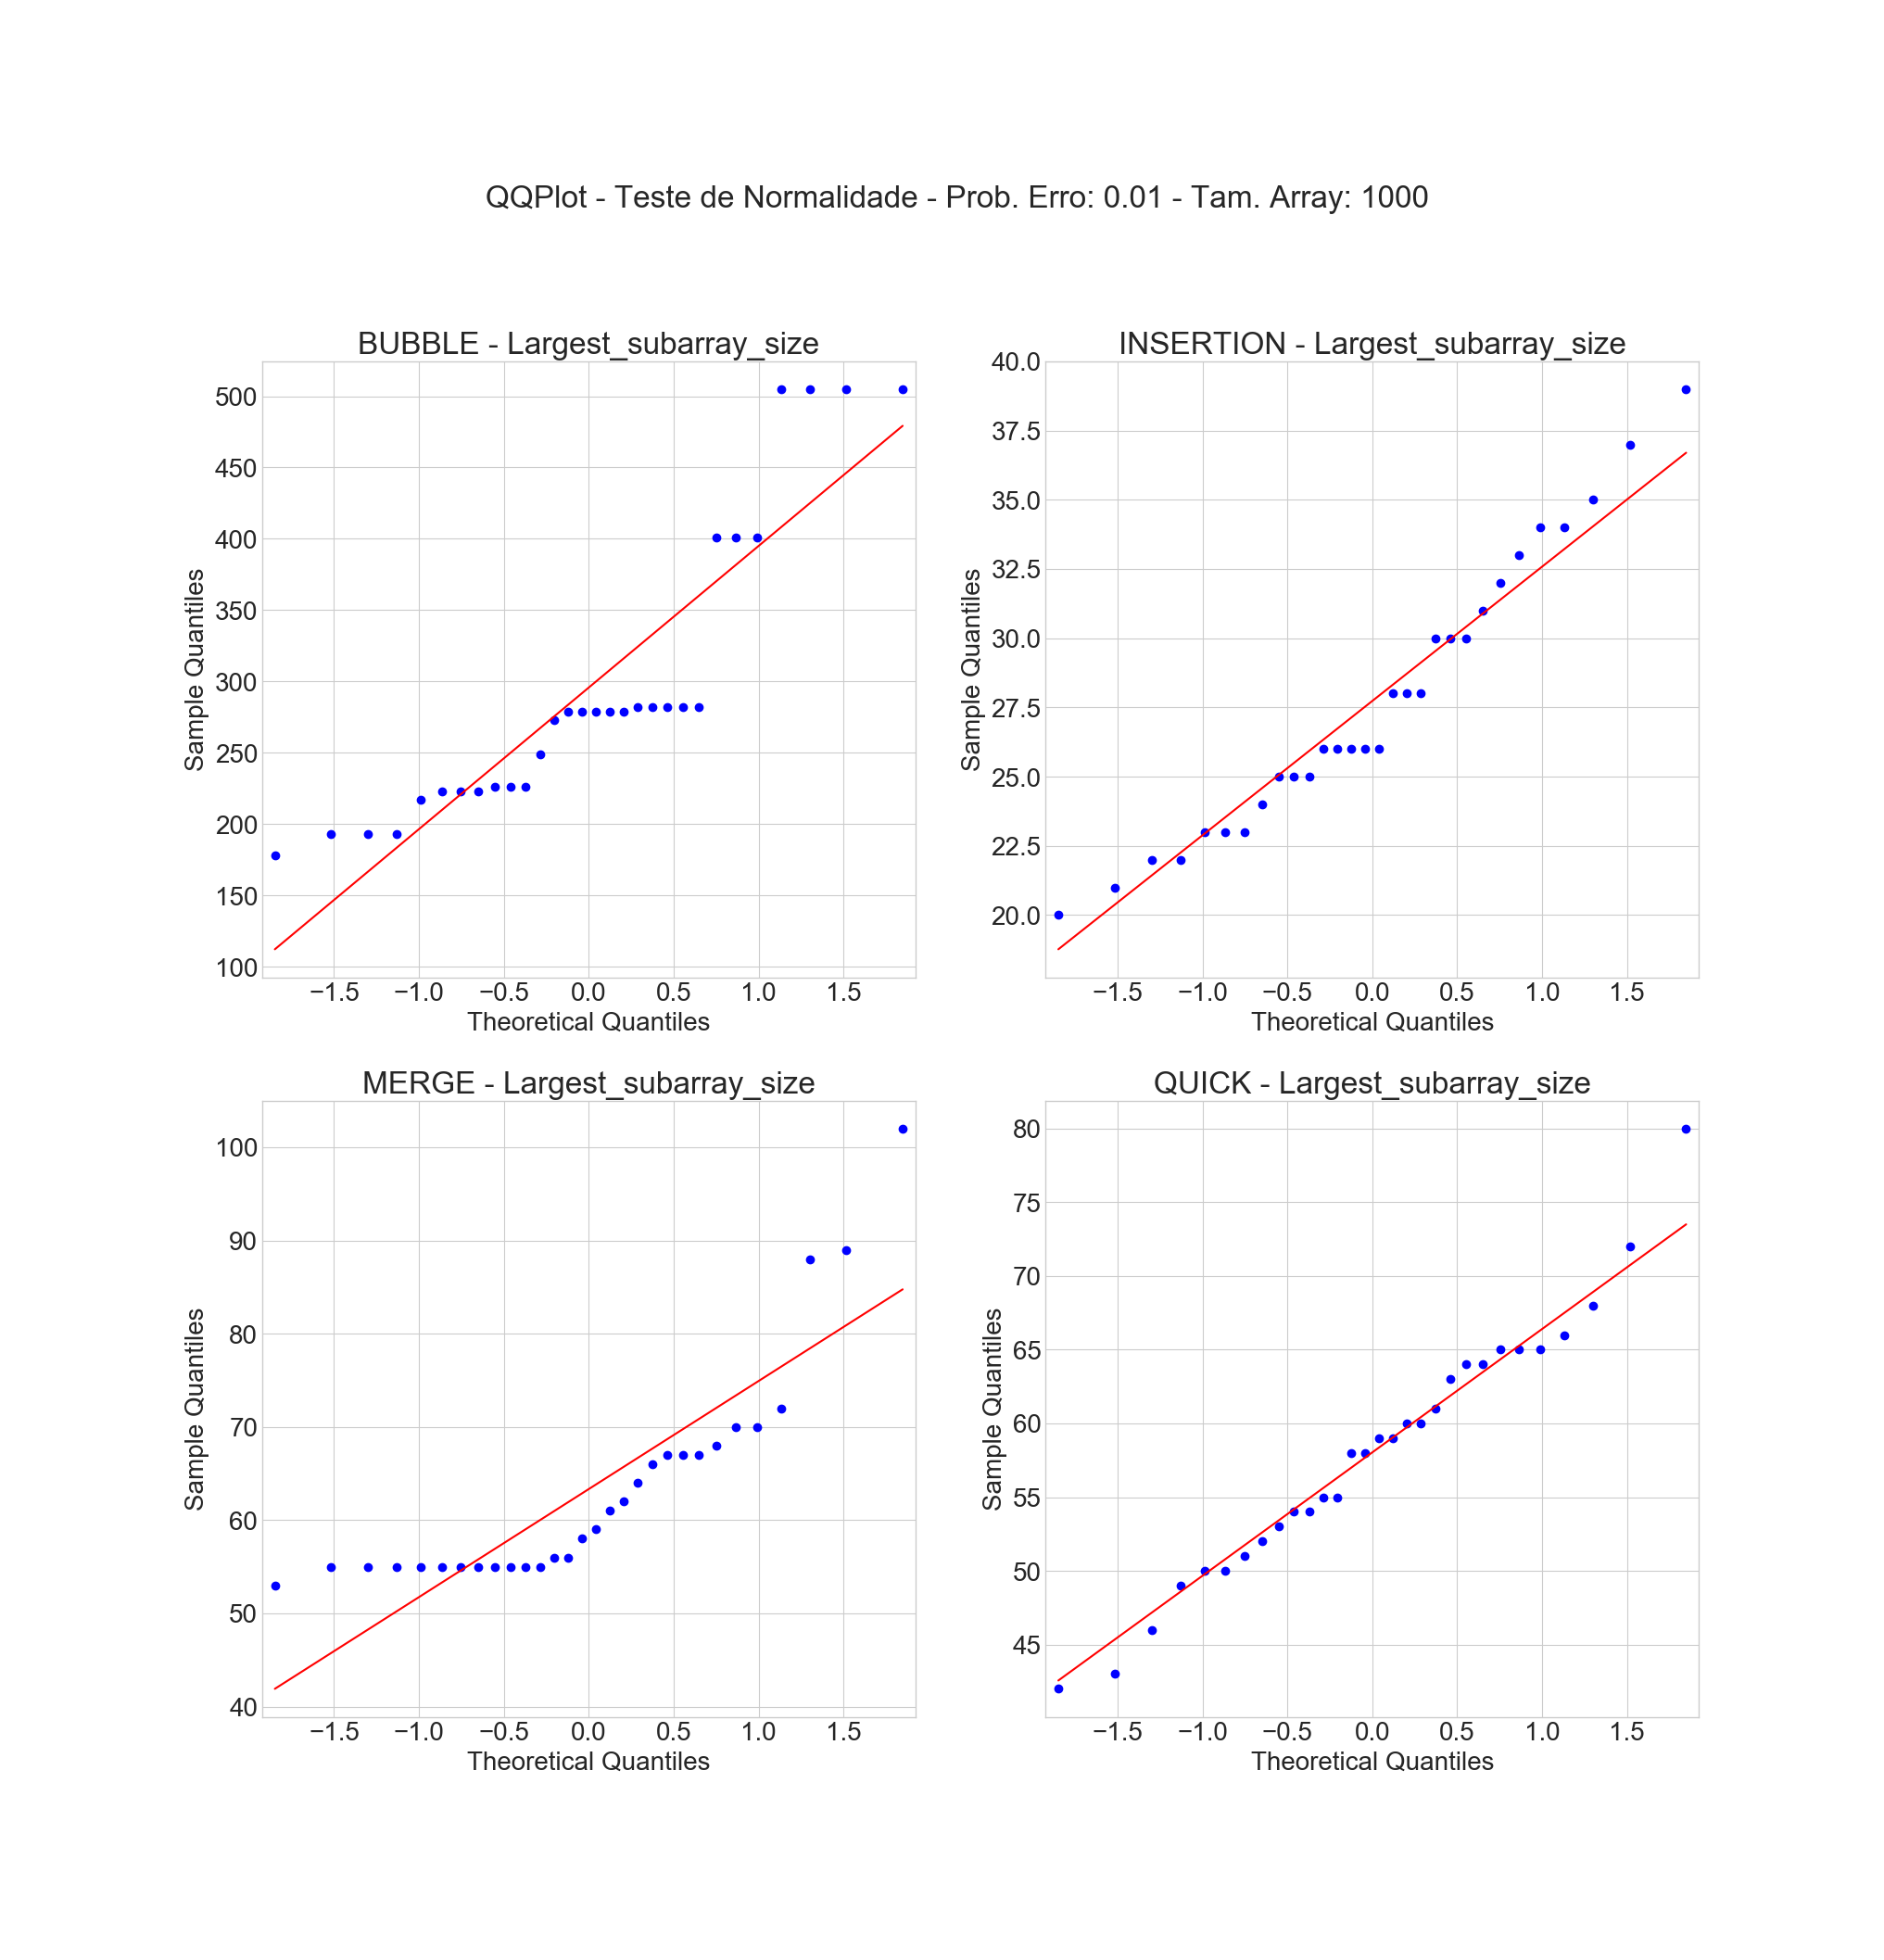 QQPlot - Teste de Normalidade - Prob. Erro: 0.01 - Tam. Array: 1000
BUBBLE - Largest_subarray_size
500
450
400
350
300
250
200
150
100
Sample Quantiles
−1.5 −1.0 −0.5 0.0 0.5 1.0 1.5
Theoretical Quantiles
INSERTION - Largest_subarray_size
40.0
37.5
35.0
32.5
30.0
27.5
25.0
22.5
20.0
Sample Quantiles
−1.5 −1.0 −0.5 0.0 0.5 1.0 1.5
Theoretical Quantiles
MERGE - Largest_subarray_size
100
90
80
70
60
50
40
Sample Quantiles
−1.5 −1.0 −0.5 0.0 0.5 1.0 1.5
Theoretical Quantiles
QUICK - Largest_subarray_size
80
75
70
65
60
55
50
45
Sample Quantiles
−1.5 −1.0 −0.5 0.0 0.5 1.0 1.5
Theoretical Quantiles